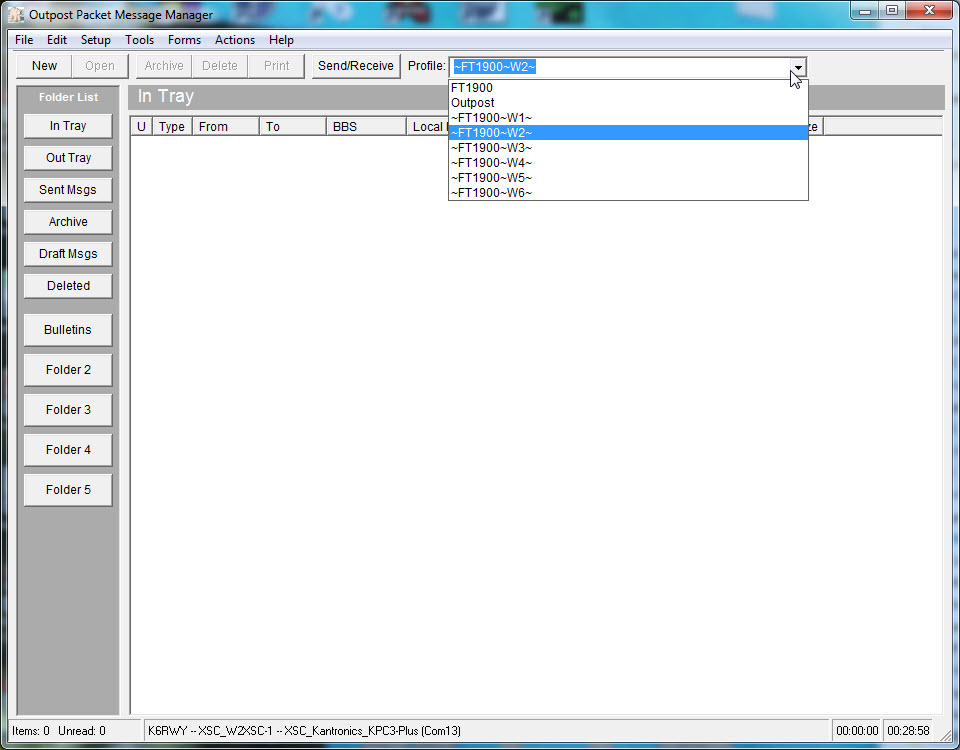 Outpost Packet Message Manager
File Edit Setup Tools Forms Actions Help
New Open Archive Delete Print Send/Receive Profile: ~FT1900~W2~
FT1900
Outpost
~FT1900~W1~
~FT1900~W2~
~FT1900~W3~
~FT1900~W4~
~FT1900~W5~
~FT1900~W6~
Folder List
In Tray
Out Tray
Sent Msgs
Archive
Draft Msgs
Deleted
Bulletins
Folder 2
Folder 3
Folder 4
Folder 5
In Tray
U Type From To BBS Local
Items: 0 Unread: 0 K6RWY -- XSC_W2XSC-1 -- XSC_Kantronics_KPC3-Plus (Com13) 00:00:00 00:28:58